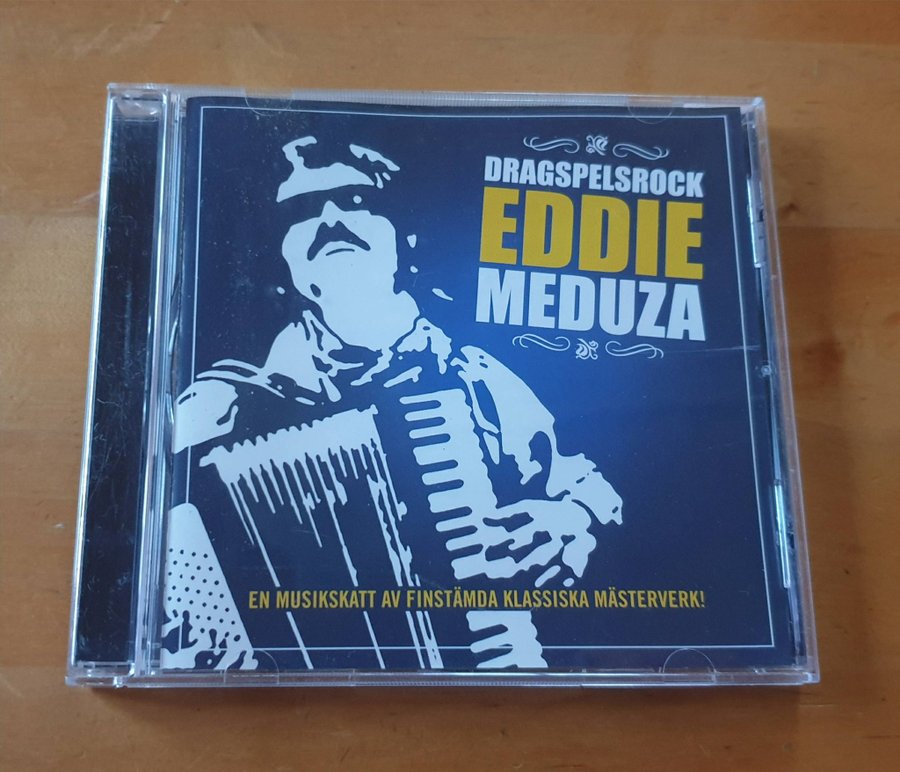 DRAGSPELSROCK
EDDIE
MEDUZA
EN MUSIKSKATT AV FINSTÄMDA KLASSISKA MÄSTERVERK!